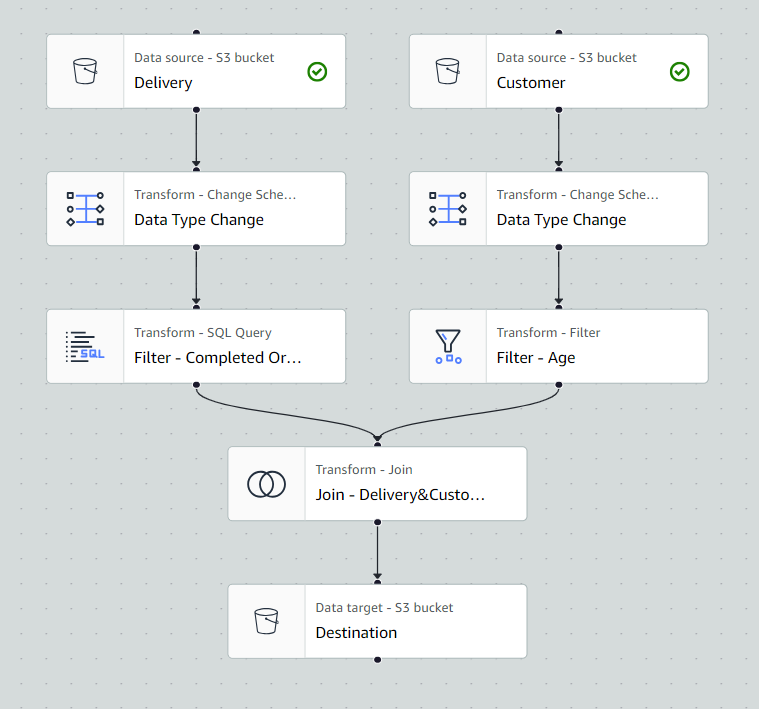 Data source - S3 bucket
Delivery
Data source - S3 bucket
Customer
Transform - Change Sche...
Data Type Change
Transform - Change Sche...
Data Type Change
Transform - SQL Query
SQL
Filter - Completed Or...
Transform - Filter
Filter - Age
Transform - Join
Join - Delivery&Custo...
Data target - S3 bucket
Destination